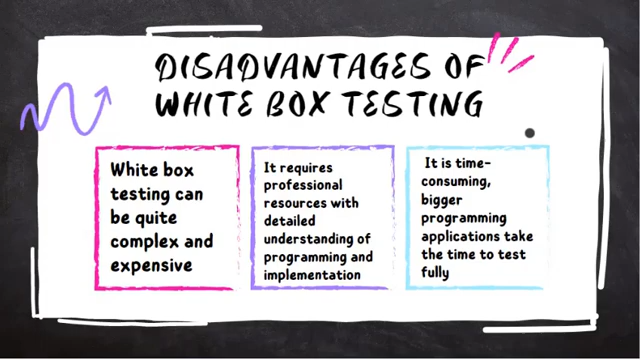 DISADVANTAGES OF
WHITE BOX TESTING
White box
testing can
be quite
complex and
expensive
It requires
professional
resources with
detailed
understanding of
programming and
implementation
It is time-
consuming,
bigger
programming
applications take
the time to test
fully